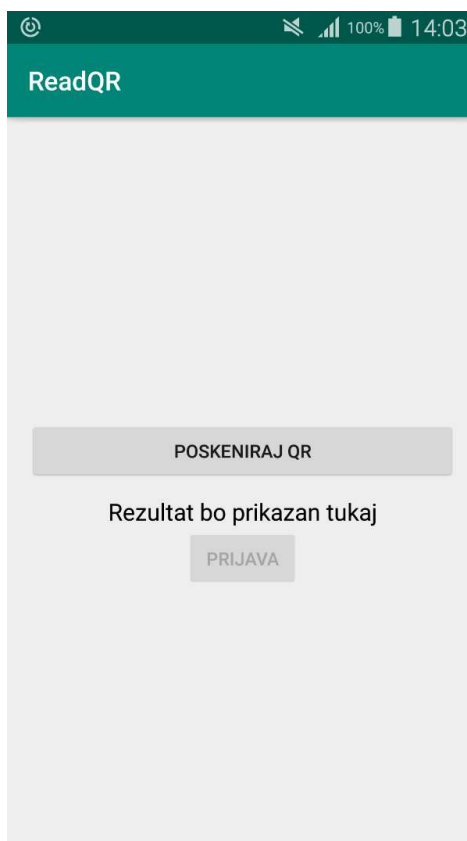 100% 14:03
ReadQR
POSKENIRAJ QR
Rezultat bo prikazan tukaj
PRIJAVA